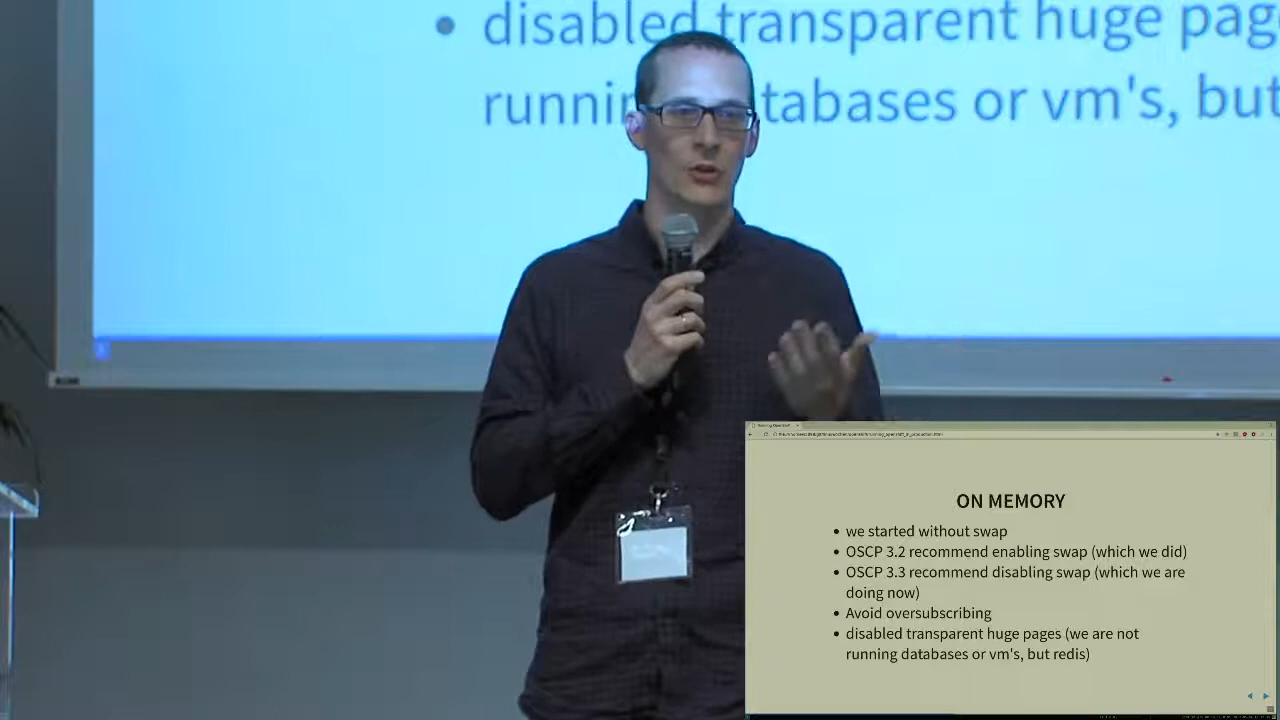 disabled transparent huge pag
runnin tabases or vm's, but
Running OpenShift
ON MEMORY
we started without swap
OSCP 3.2 recommend enabling swap (which we did)
OSCP 3.3 recommend disabling swap (which we are
doing now)
Avoid oversubscribing
disabled transparent huge pages (we are not
running databases or vm's, but redis)